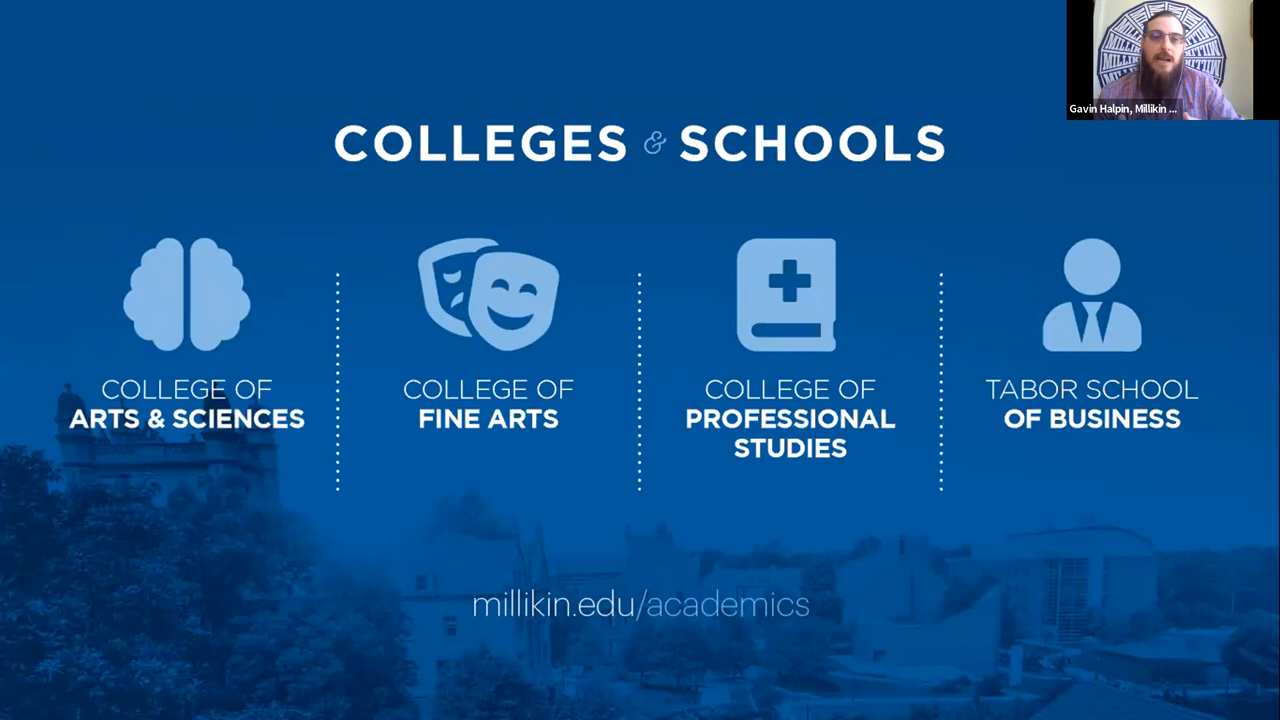 Gavin Halpin, Millikin ...
COLLEGES & SCHOOLS
COLLEGE OF
ARTS & SCIENCES
COLLEGE OF
FINE ARTS
COLLEGE OF
PROFESSIONAL
STUDIES
TABOR SCHOOL
OF BUSINESS
millikin.edu/academics